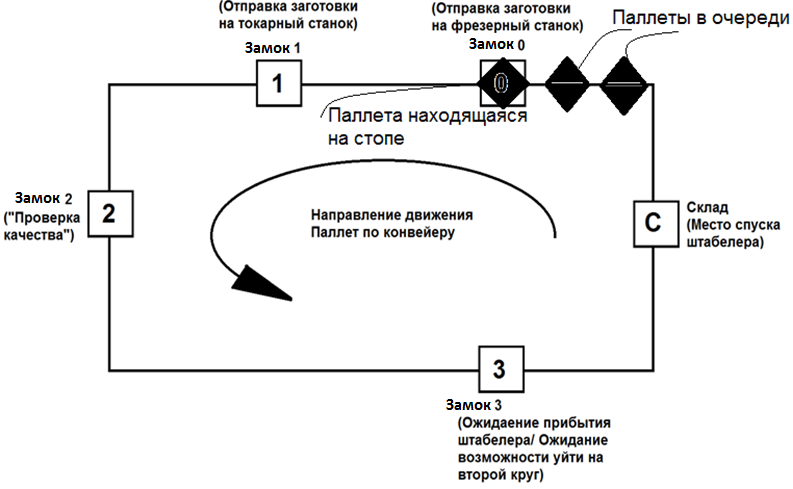 (Отправка заготовки
на токарный станок)
Замок 1
1
(Отправка заготовки
на фрезерный станок)
Замок 0
0
Паллеты в очереди
Паллета находящаяся
на стопе
Замок 2
("Проверка
качества")
2
Направление движения
Паллет по конвейеру
С
Склад
(Место спуска
штабелера)
3
Замок 3
(Ожидаение прибытия
штабелера/ Ожидание
возможности уйти на
второй круг)